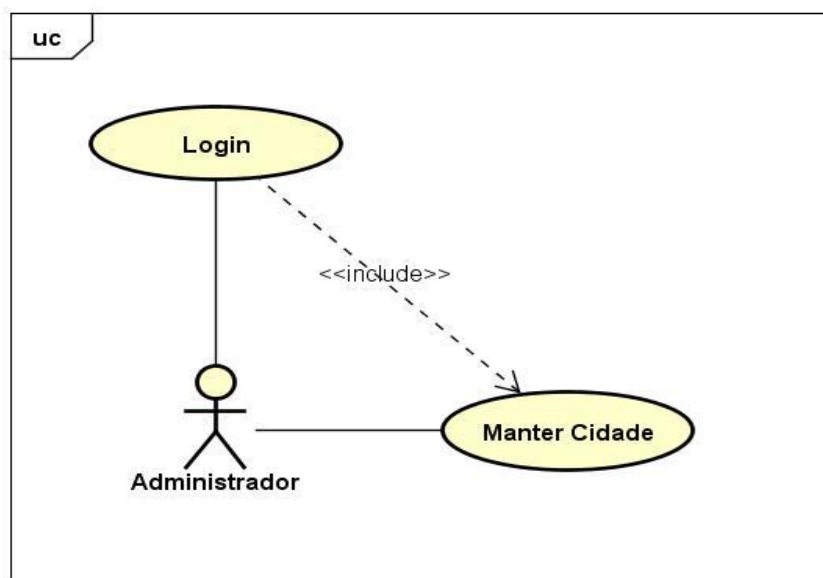 uc
Login
<<include>>
Manter Cidade
Administrador